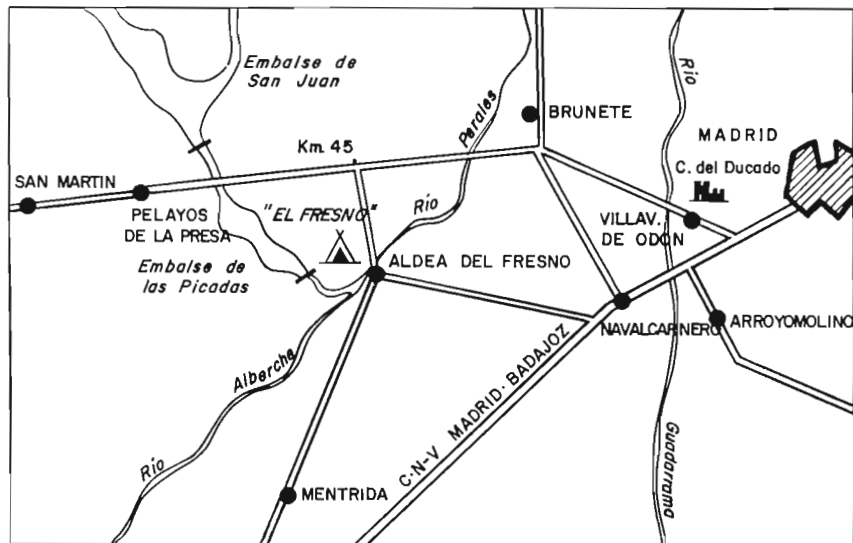 Embalse de
San Juan
Río
Perales
Río
BRUNETE
MADRID
C. del Ducado
Km. 45
SAN MARTIN
PELAYOS
DE LA PRESA
"EL FRESNO"
Río
VILLAV.
DE ODON
Embalse de
las Picadas
ALDEA DEL FRESNO
NAVALCARNERO
ARROYOMOLINO
Alberche
Río
C-N-V MADRID-BADAJOZ
MENTRIDA
Guadarrama